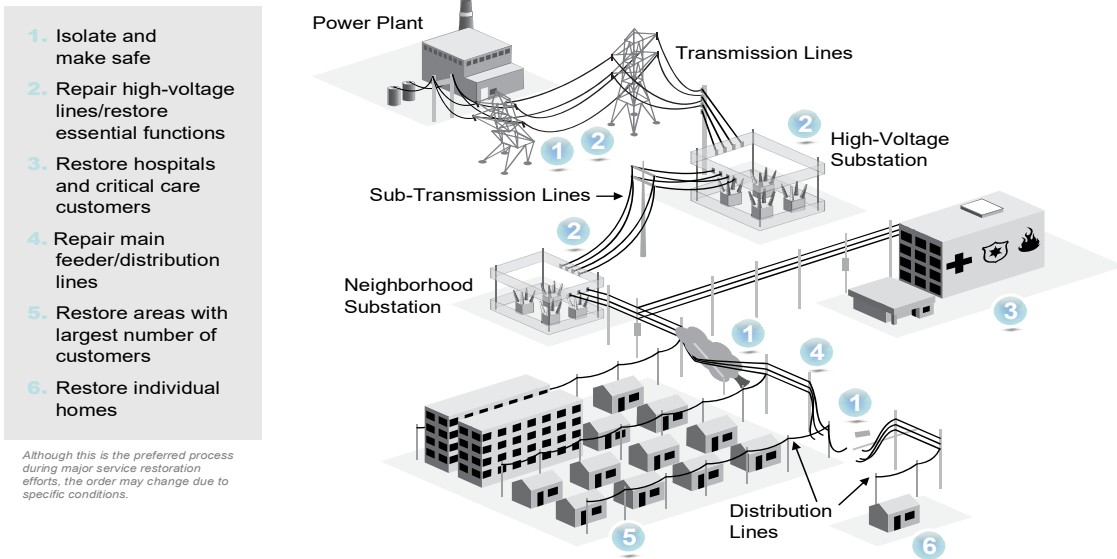 1. Isolate and
make safe
2. Repair high-voltage
lines/restore
essential functions
3. Restore hospitals
and critical care
customers
4. Repair main
feeder/distribution
lines
5. Restore areas with
largest number of
customers
6. Restore individual
homes
Although this is the preferred process
during major service restoration
efforts, the order may change due to
specific conditions.
Power Plant
Transmission Lines
1
2
2
High-Voltage
Substation
Sub-Transmission Lines
2
Neighborhood
Substation
3
1
4
1
Distribution
Lines
5
6